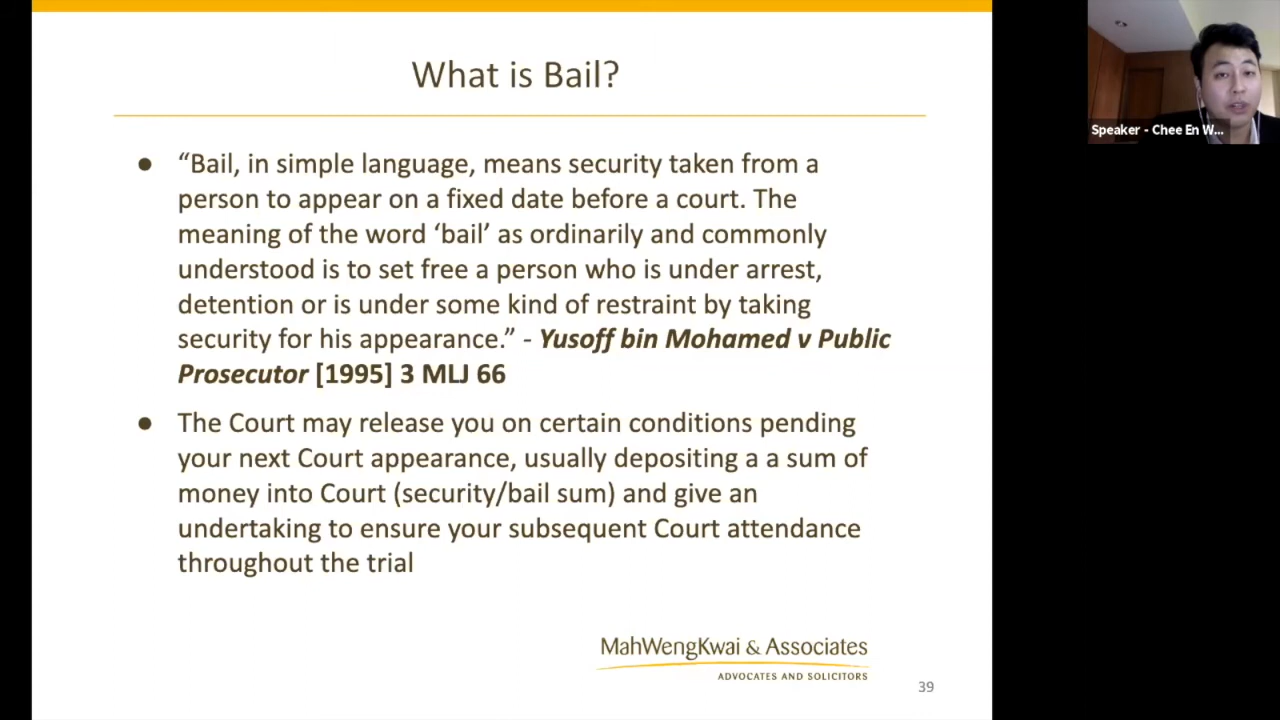 What is Bail?
● “Bail, in simple language, means security taken from a
person to appear on a fixed date before a court. The
meaning of the word ‘bail’ as ordinarily and commonly
understood is to set free a person who is under arrest,
detention or is under some kind of restraint by taking
security for his appearance.” - Yusoff bin Mohamed v Public
Prosecutor [1995] 3 MLJ 66
● The Court may release you on certain conditions pending
your next Court appearance, usually depositing a a sum of
money into Court (security/bail sum) and give an
undertaking to ensure your subsequent Court attendance
throughout the trial
MahWengKwai & Associates
ADVOCATES AND SOLICITORS
39
Speaker - Chee En W...